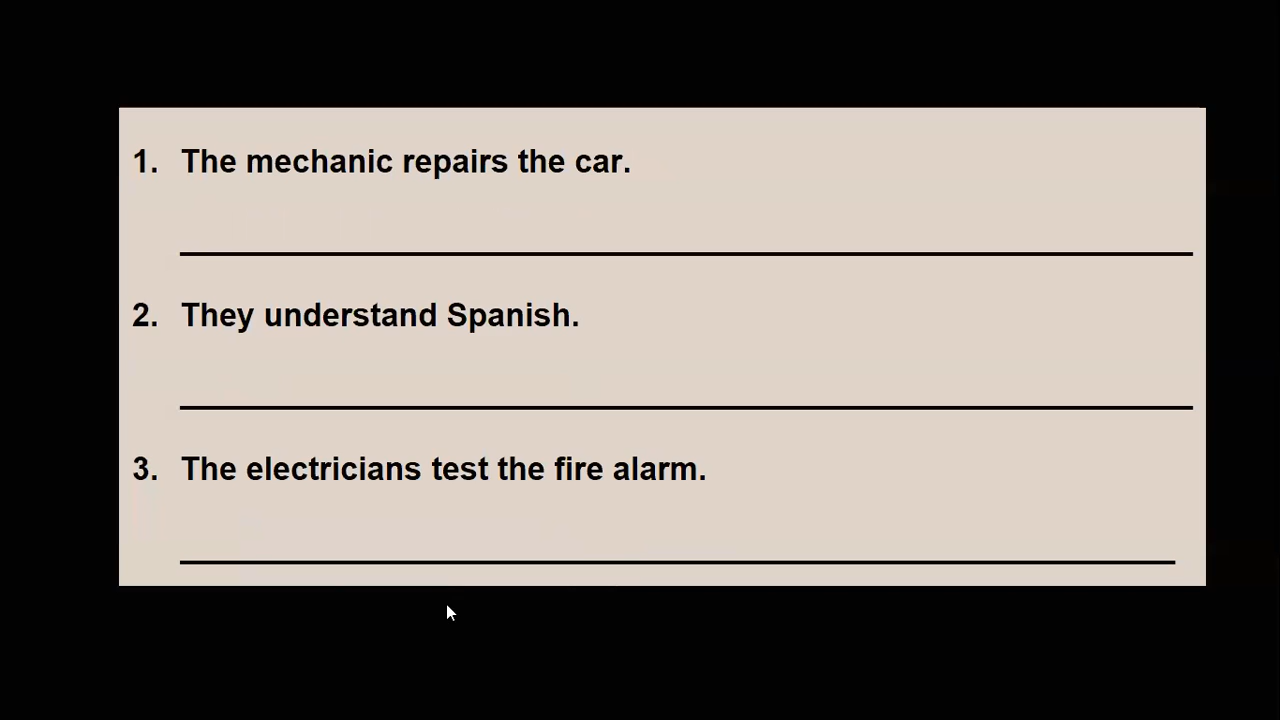 1. The mechanic repairs the car.
2. They understand Spanish.
3. The electricians test the fire alarm.